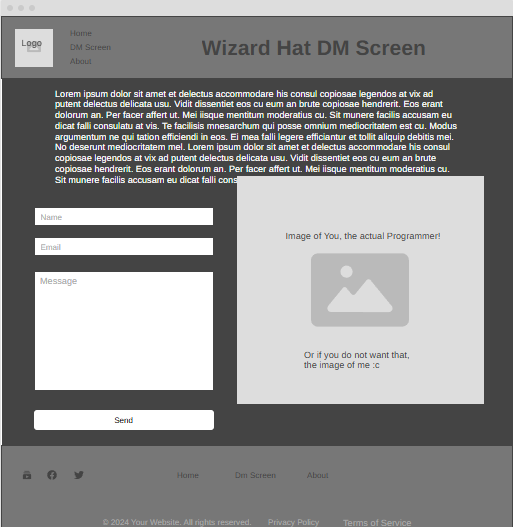 Logo
Home
DM Screen
About
Wizard Hat DM Screen
Lorem ipsum dolor sit amet et delectus accommodare his consul copiosae legendos at vix ad
putent delectus delicata usu. Vidit dissentiet eos cu eum an brute copiosae hendrerit. Eos erant
dolorum an. Per facer affert ut. Mei iisque mentitum moderatius cu. Sit munere facilis accusam eu
dicat falli consulatu at vis. Te facilisis mnesarchum qui posse omnium mediocritatem est cu. Modus
argumentum ne qui tation efficiendi in eos. Ei mea falli legere efficiantur et tollit aliquip debitis mei.
No deserunt mediocritatem mel. Lorem ipsum dolor sit amet et delectus accommodare his consul
copiosae legendos at vix ad putent delectus delicata usu. Vidit dissentiet eos cu eum an brute
copiosae hendrerit. Eos erant dolorum an. Per facer affert ut. Mei iisque mentitum moderatius cu.
Sit munere facilis accusam eu dicat falli cons
Name
Email
Message
Send
Image of You, the actual Programmer!
Or if you do not want that,
the image of me :c
Home
Dm Screen
About
© 2024 Your Website. All rights reserved.
Privacy Policy
Terms of Service